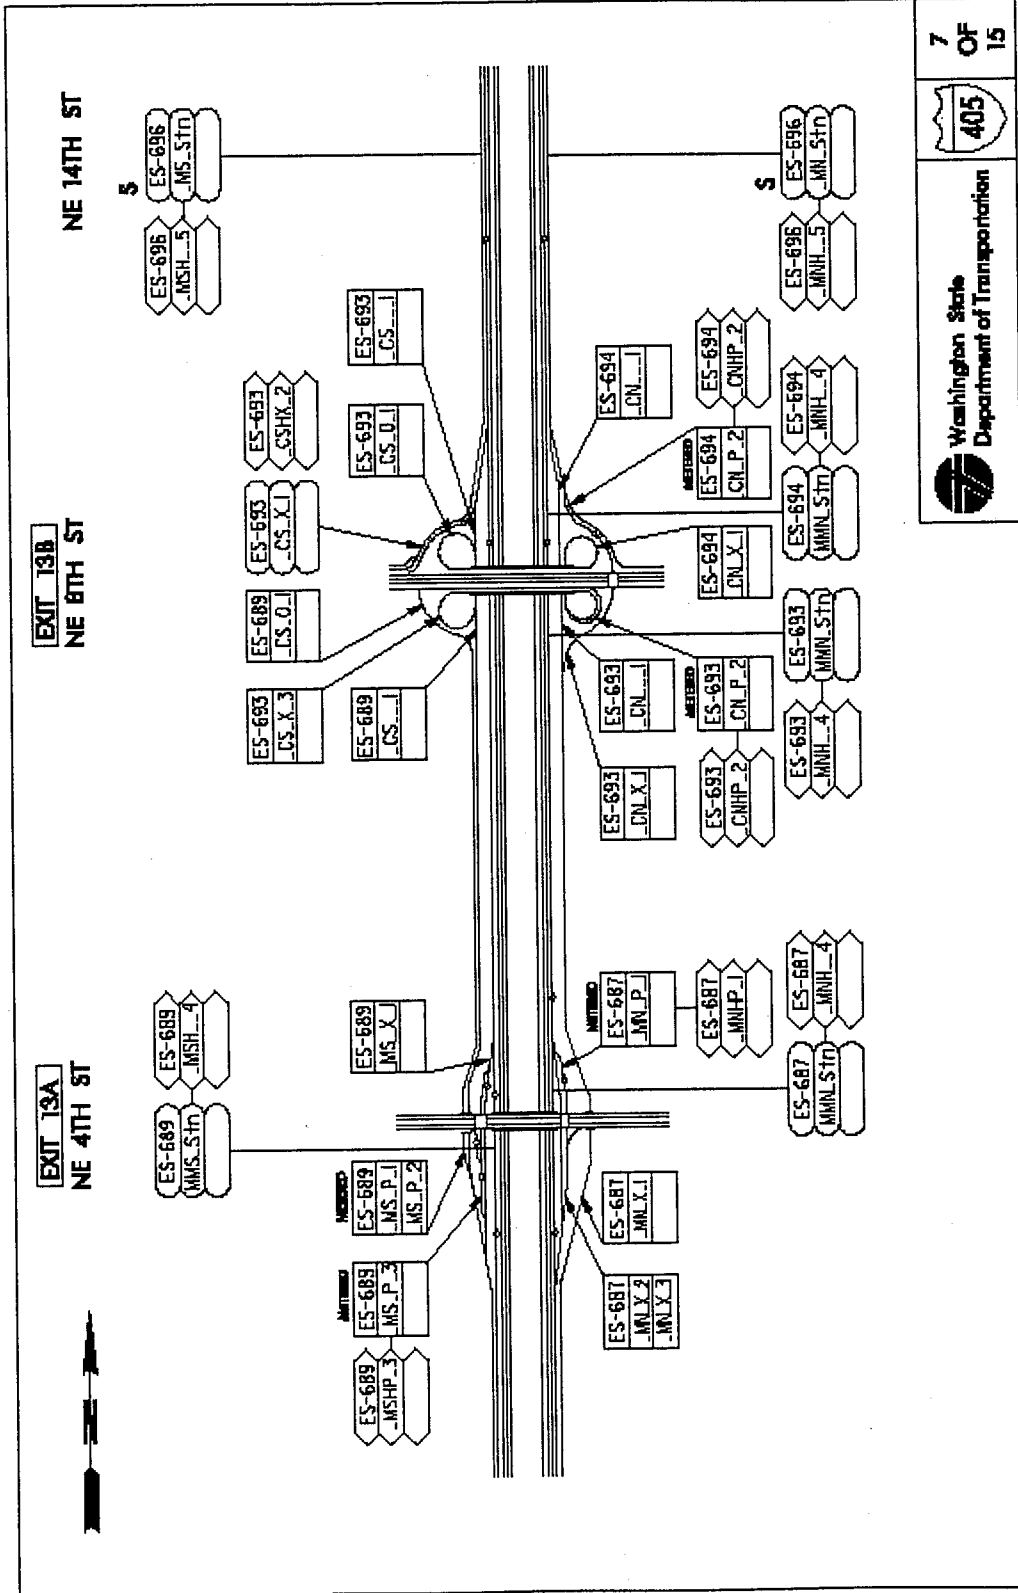 EXIT 13A
NE 4TH ST
EXIT 13B
NE 8TH ST
NE 14TH ST
ES-689
MMS_Stn
ES-689
_MSH__4
ES-696
_MSH__5
S
ES-696
_MS_Stn
ES-689
_MSHP_3
METERED
ES-689
_MS_P_3
METERED
ES-689
_MS_P_1
_MS_P_2
ES-689
_MS_X_1
ES-693
_CS_X_3
ES-689
_CS_O_1
ES-693
_CS_X_1
ES-693
_CSHX_2
ES-689
_CS___1
ES-693
_CS_O_1
ES-693
_CS___1
ES-687
_MN_X_2
_MN_X_3
ES-687
_MN_X_1
METERED
ES-687
_MN_P_1
ES-687
_MNHP_1
ES-687
MMN_Stn
ES-687
_MNH__4
ES-693
_CN_X_1
ES-693
_CN___1
ES-694
_CN_X_1
ES-694
_CN___1
ES-693
_CNHP_2
METERED
ES-693
_CN_P_2
METERED
ES-694
_CN_P_2
ES-694
_CNHP_2
ES-693
_MNH__4
ES-693
MMN_Stn
ES-694
MMN_Stn
ES-694
_MNH__4
ES-696
_MNH__5
S
ES-696
_MN_Stn
Washington State
Department of Transportation
405
7
OF
15